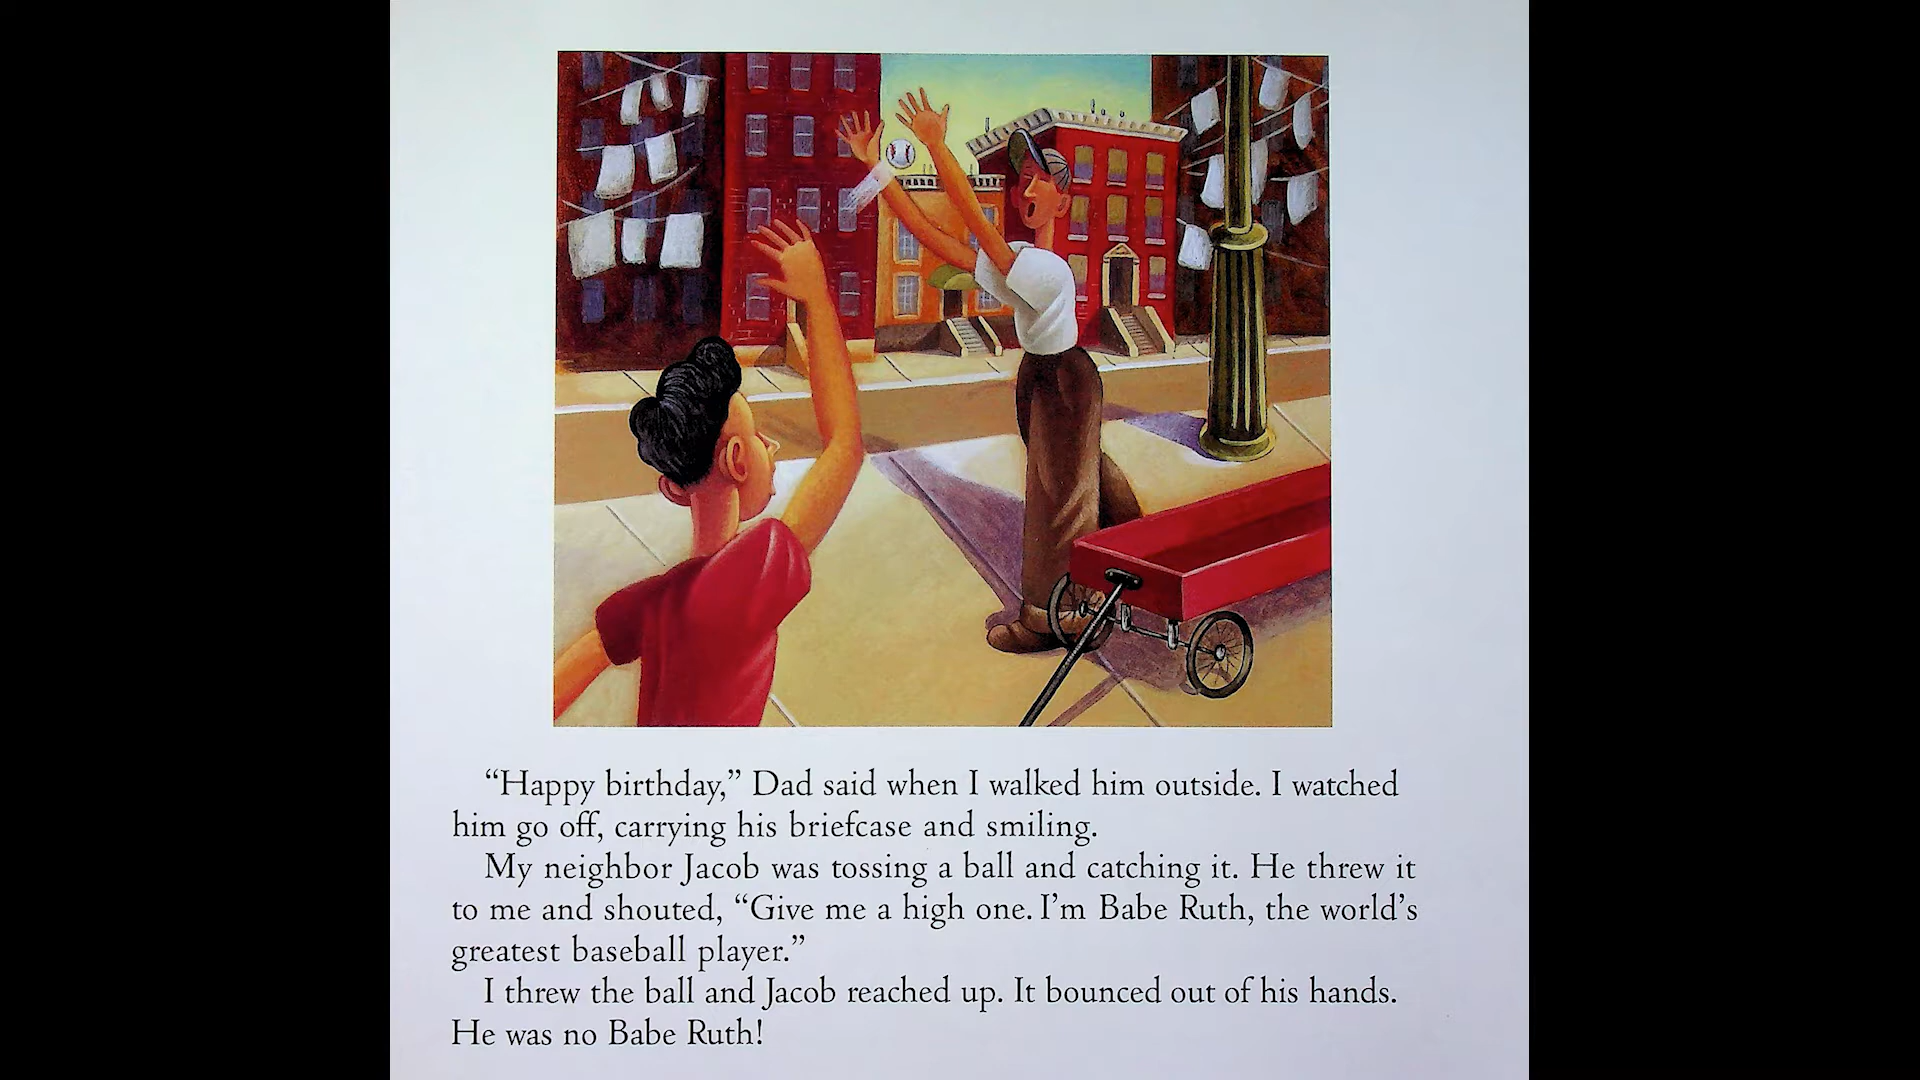 “Happy birthday,” Dad said when I walked him outside. I watched
him go off, carrying his briefcase and smiling.
My neighbor Jacob was tossing a ball and catching it. He threw it
to me and shouted, “Give me a high one. I’m Babe Ruth, the world’s
greatest baseball player.”
I threw the ball and Jacob reached up. It bounced out of his hands.
He was no Babe Ruth!